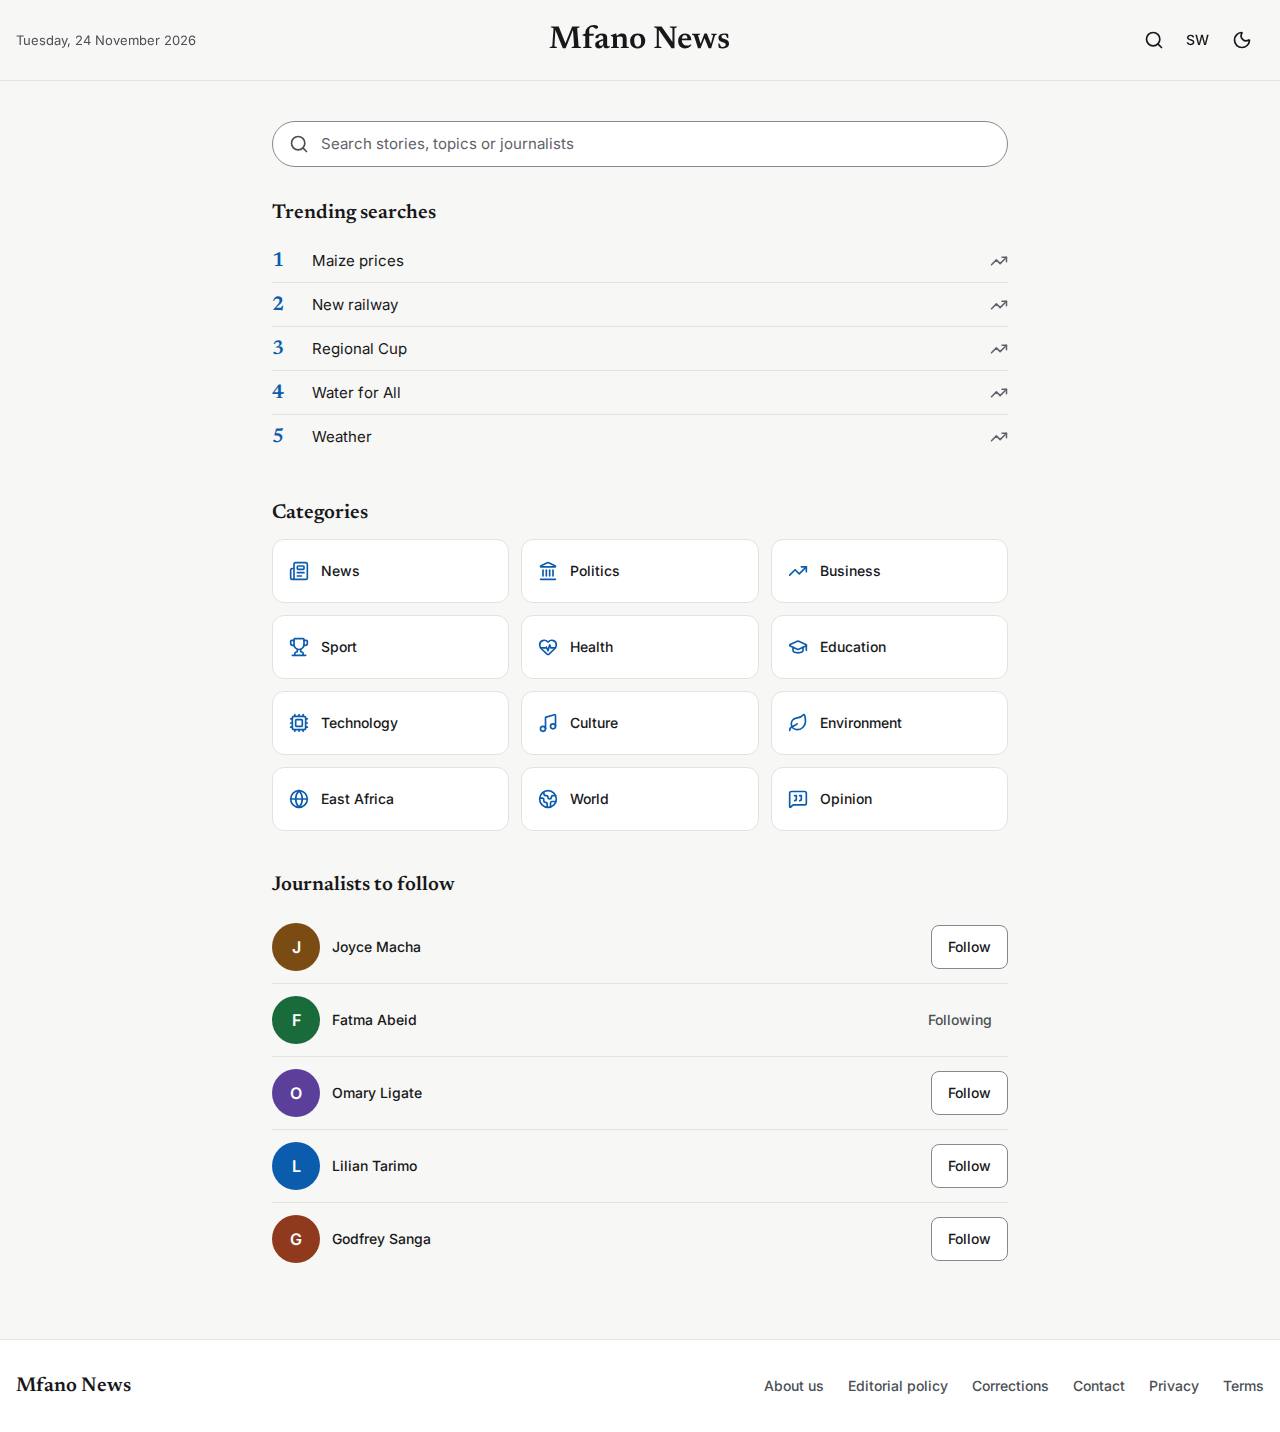 Tuesday, 24 November 2026
Mfano News
SW
Search stories, topics or journalists
Trending searches
1 Maize prices
2 New railway
3 Regional Cup
4 Water for All
5 Weather
Categories
News
Politics
Business
Sport
Health
Education
Technology
Culture
Environment
East Africa
World
Opinion
Journalists to follow
J Joyce Macha Follow
F Fatma Abeid Following
O Omary Ligate Follow
L Lilian Tarimo Follow
G Godfrey Sanga Follow
Mfano News
About us Editorial policy Corrections Contact Privacy Terms